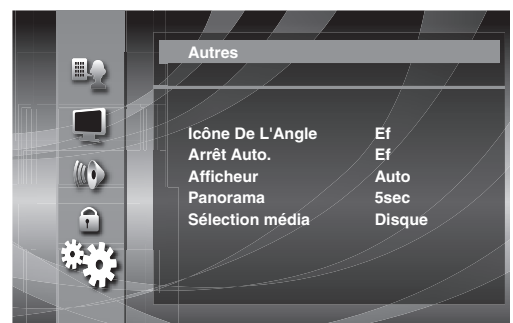 Autres
Icône De L'Angle Ef
Arrêt Auto. Ef
Afficheur Auto
Panorama 5sec
Sélection média Disque